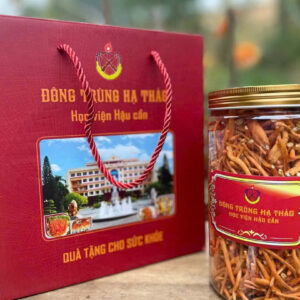 ĐÔNG TRÙNG HẠ THẢO
Học viện Hậu cần
QUÀ TẶNG CHO SỨC KHỎE
ĐÔNG TRÙNG HẠ THẢO
HỌC VIỆN HẬU CẦN